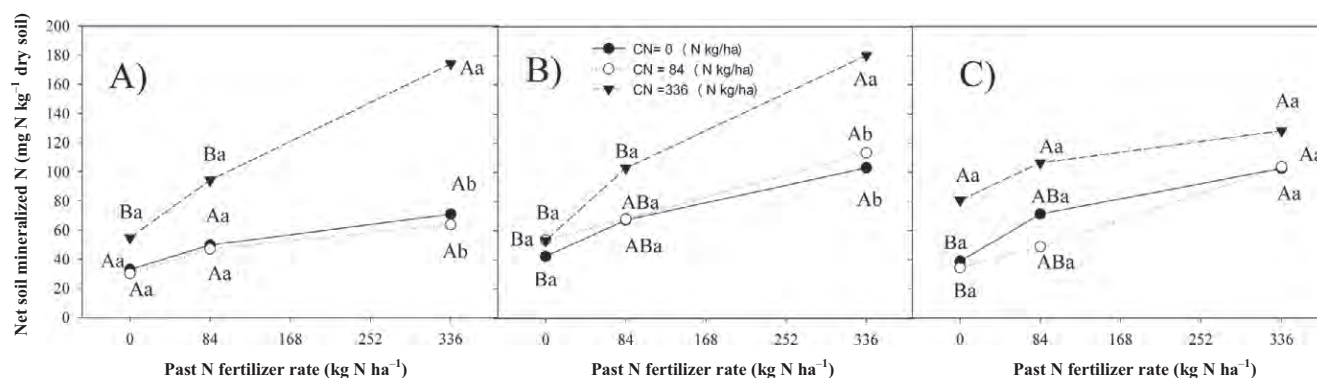 Net soil mineralized N (mg N kg⁻¹ dry soil)
200
180
160
140
120
100
80
60
40
20
0
A)
Aa
Ba
Ba
Aa
Ab
Aa
Aa
Aa
Ab
0 84 168 252 336
Past N fertilizer rate (kg N ha⁻¹)
B)
CN= 0 ( N kg/ha)
CN = 84 ( N kg/ha)
CN =336 ( N kg/ha)
Aa
Ba
Ab
Ba
ABa
Ba
ABa
Ab
Ba
0 84 168 252 336
Past N fertilizer rate (kg N ha⁻¹)
C)
Aa
Aa
Aa
Aa
ABa
Aa
Ba
ABa
Ba
0 84 168 252 336
Past N fertilizer rate (kg N ha⁻¹)